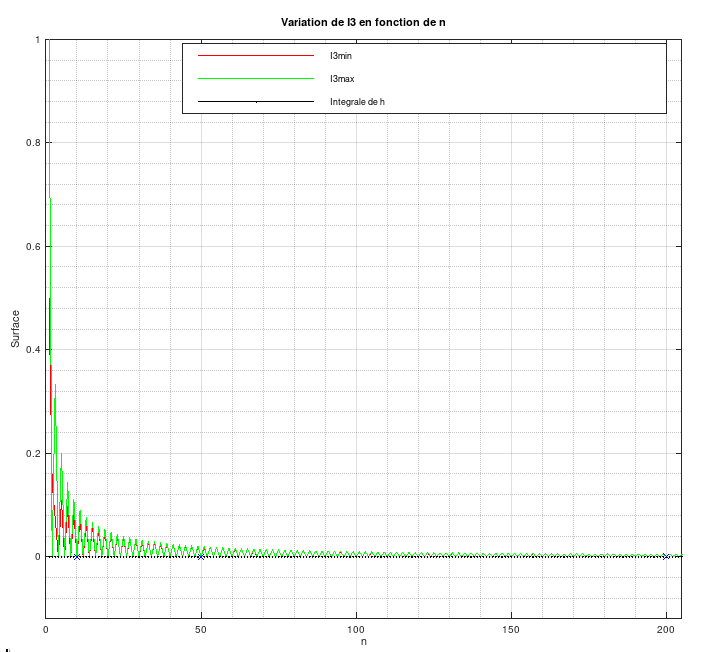 Variation de I3 en fonction de n
1
I3min
I3max
Integrale de h
0.8
0.6
0.4
0.2
0
Surface
0 50 100 150 200
n